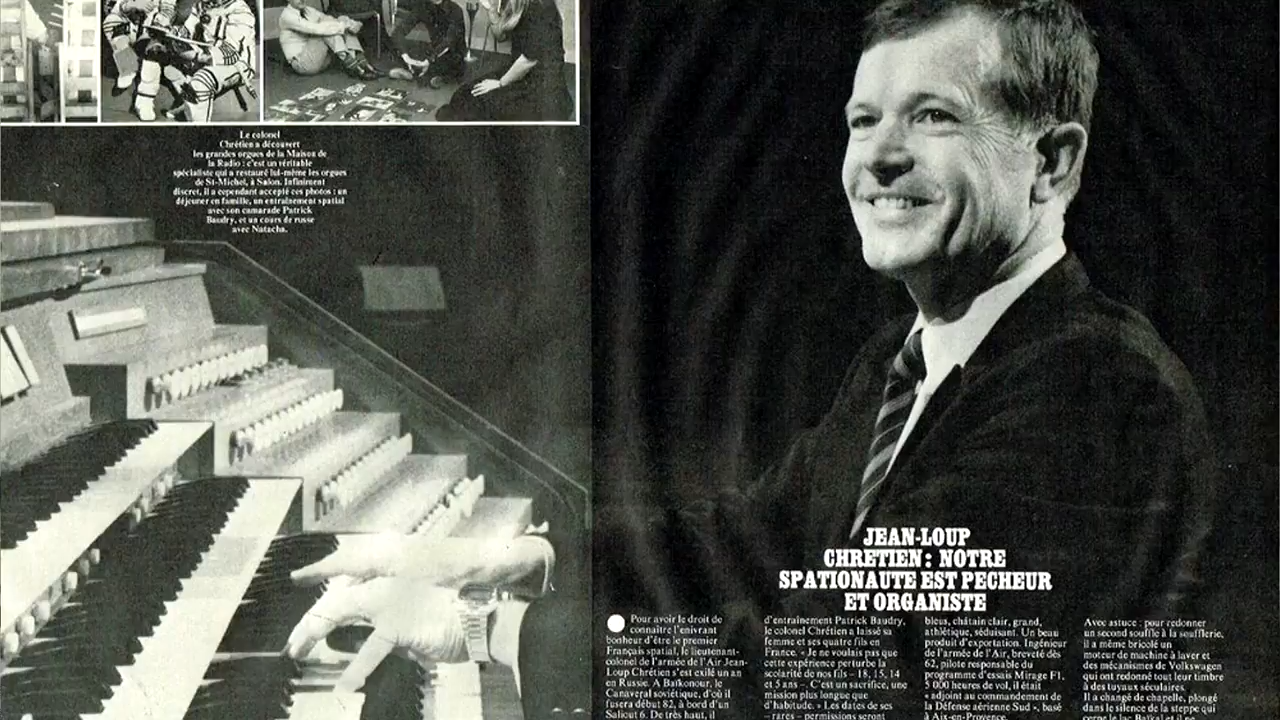 Le colonel
Chrétien a découvert
les grandes orgues de la Maison de
la Radio : c'est un véritable
spécialiste qui a restauré lui-même les orgues
de St-Michel, à Salon. Infiniment
discret, il a cependant accepté ces photos : un
déjeuner en famille, un entraînement spatial
avec son camarade Patrick
Baudry, et un cours de russe
avec Natacha.
JEAN-LOUP
CHRETIEN : NOTRE
SPATIONAUTE EST PECHEUR
ET ORGANISTE
Pour avoir le droit de
connaître l'enivrant
bonheur d'être le premier
Français spatial, le lieutenant-
colonel de l'armée de l'Air Jean-
Loup Chrétien s'est exilé un an
en Russie. A Baïkonour, le
Canaveral soviétique, d'où il
fusera début 82, à bord d'un
Saliout 6. De très haut, il
d'entraînement Patrick Baudry,
le colonel Chrétien a laissé sa
femme et ses quatre fils en
France. « Je ne voulais pas que
cette expérience perturbe la
scolarité de nos fils – 18, 15, 14
et 5 ans –. C'est un sacrifice, une
mission plus longue que
d'habitude. » Les dates de ses
– rares – permissions seront
bleus, châtain clair, grand,
athlétique, séduisant. Un beau
produit d'exportation. Ingénieur
de l'armée de l'Air, breveté dès
62, pilote responsable du
programme d'essais Mirage F1,
5 000 heures de vol, il était
« adjoint au commandement de
la Défense aérienne Sud », basé
à Aix-en-Provence.
Avec astuce : pour redonner
un second souffle à la soufflerie,
il a même bricolé un
moteur de machine à laver et
des mécanismes de Volkswagen
qui ont redonné tout leur timbre
à des tuyaux séculaires.
Il a changé de chapelle, plongé
dans le silence de la steppe qui
cerne le lac Baïkal et il